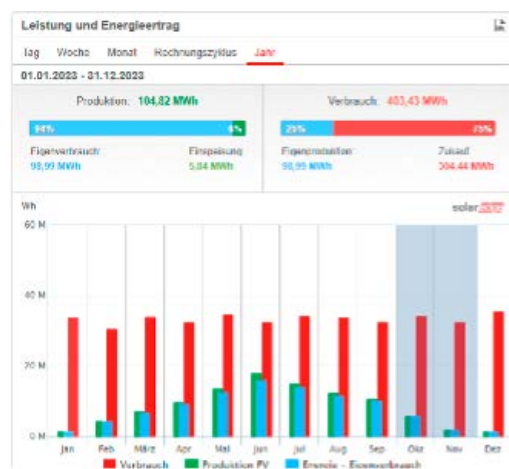 Leistung und Energieertrag
Tag Woche Monat Rechnungszyklus Jahr
01.01.2023 - 31.12.2023
Produktion: 104,82 MWh
Verbrauch: 403,43 MWh
94% 6%
25% 75%
Eigenverbrauch: Einspeisung:
98,99 MWh 5,84 MWh
Eigenproduktion: Zukauf:
98,99 MWh 304,44 MWh
Wh
solar
60 M
40 M
20 M
0 M
Jan Feb März Apr Mai Jun Jul Aug Sep Okt Nov Dez
Verbrauch Produktion PV Energie - Eigenverbrauch